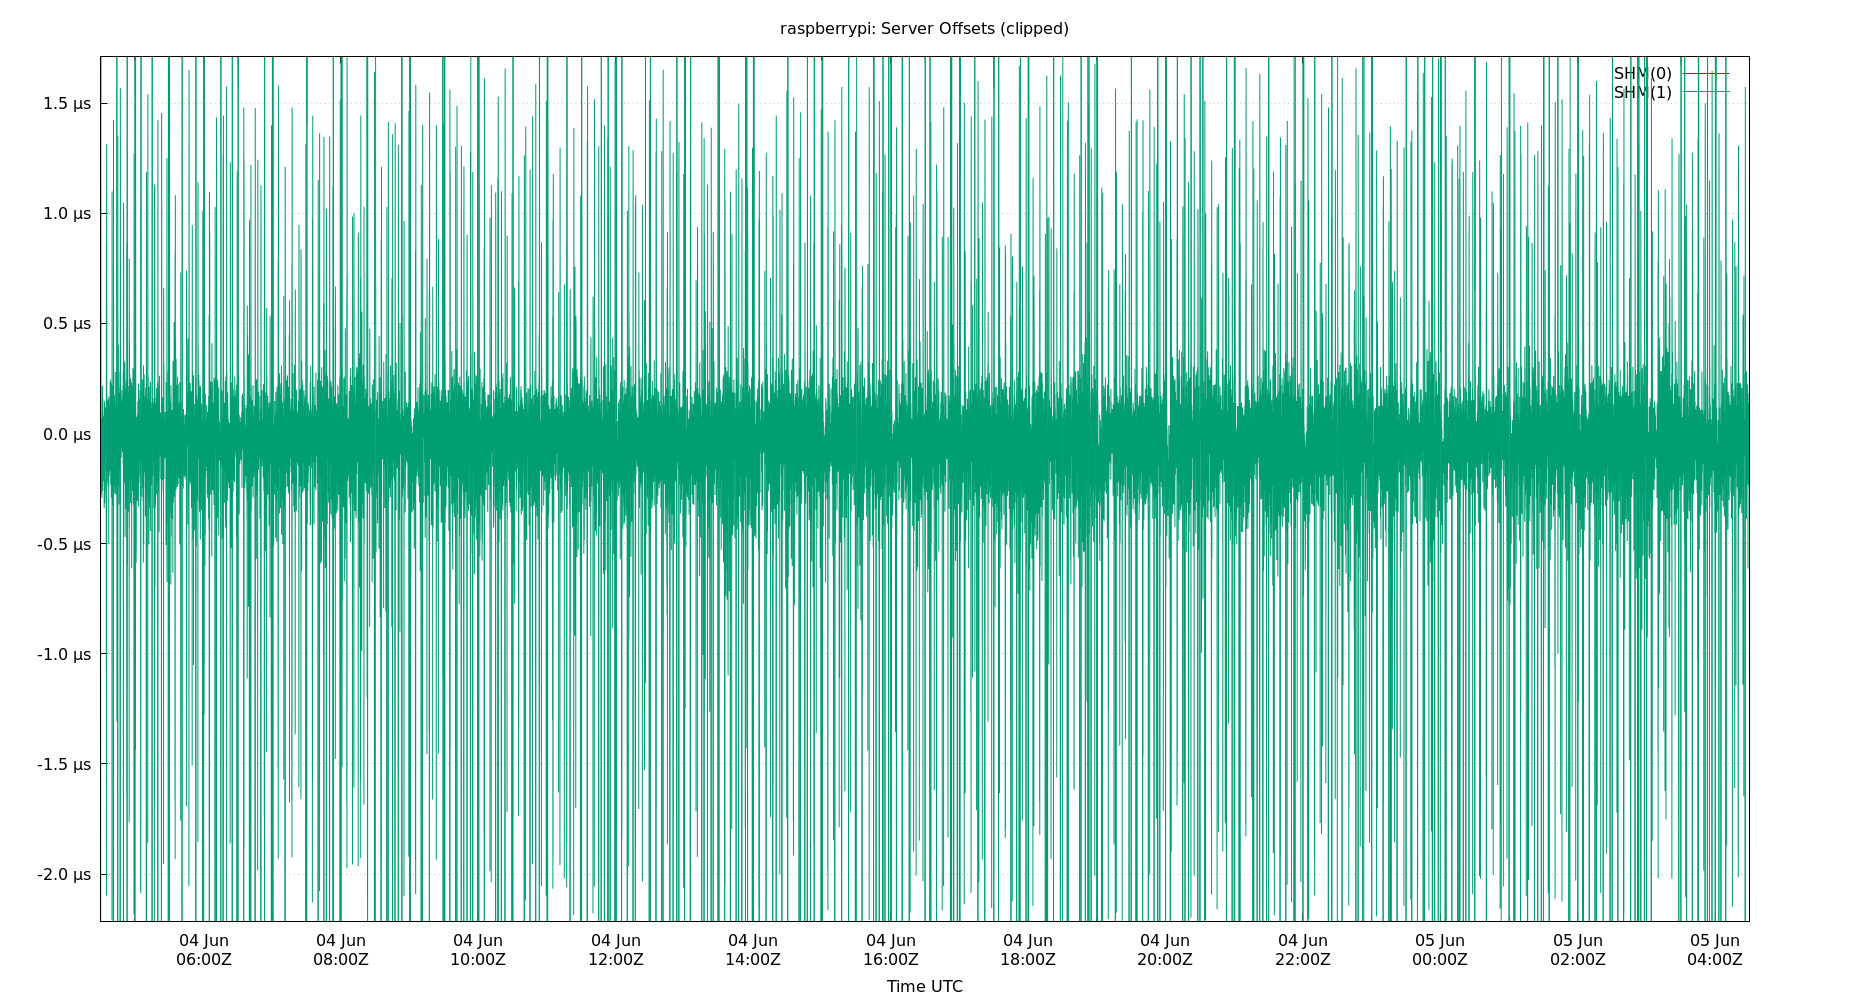 raspberrypi: Server Offsets (clipped)
SHM(0)
SHM(1)
1.5 µs
1.0 µs
0.5 µs
0.0 µs
-0.5 µs
-1.0 µs
-1.5 µs
-2.0 µs
04 Jun 04 Jun 04 Jun 04 Jun 04 Jun 04 Jun 04 Jun 04 Jun 04 Jun 05 Jun 05 Jun 05 Jun
06:00Z 08:00Z 10:00Z 12:00Z 14:00Z 16:00Z 18:00Z 20:00Z 22:00Z 00:00Z 02:00Z 04:00Z
Time UTC